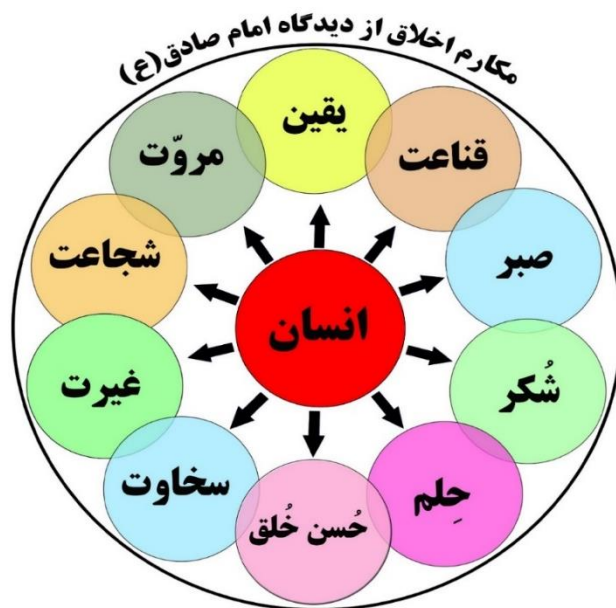 مکارم اخلاق از دیدگاه امام صادق(ع)
یقین
قناعت
صبر
شُکر
حِلم
حُسن خُلق
سخاوت
غیرت
شجاعت
مروّت
انسان